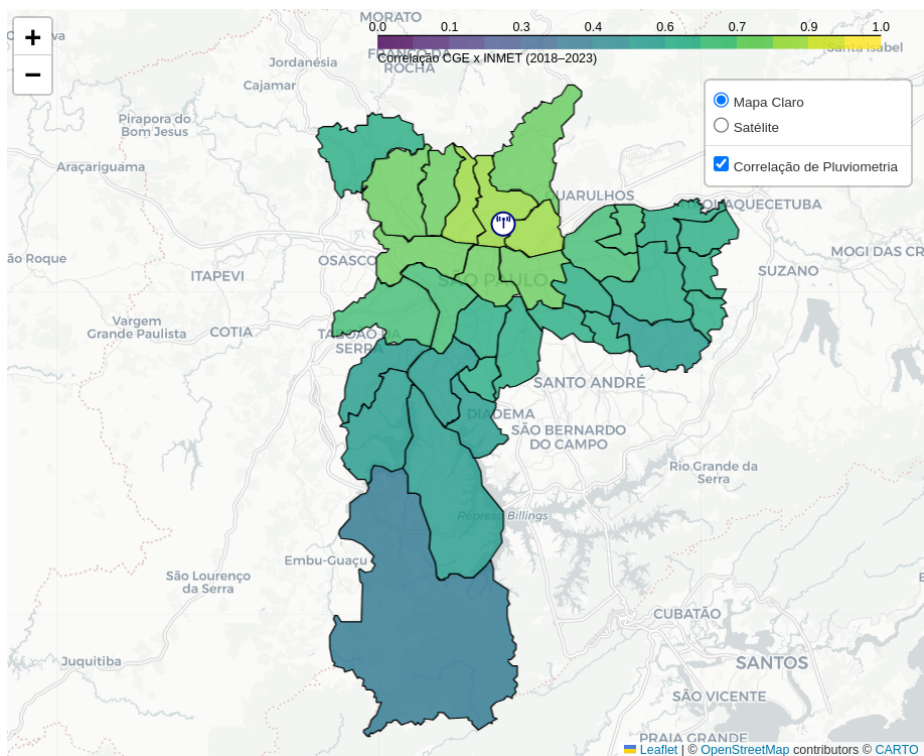 +
−
0.0 0.1 0.3 0.4 0.6 0.7 0.9 1.0
Correlação CGE x INMET (2018–2023)
Mapa Claro
Satélite
Correlação de Pluviometria
MORATO
FRANCO DA
ROCHA
Santa Isabel
Jordanésia
Cajamar
Pirapora do
Bom Jesus
Araçariguama
GUARULHOS
ITAQUAQUECETUBA
MOGI DAS CR
ão Roque
OSASCO
ITAPEVI
SÃO PAULO
SUZANO
Vargem
Grande Paulista
COTIA
TABOÃO DA
SERRA
SANTO ANDRÉ
DIADEMA
SÃO BERNARDO
DO CAMPO
Rio Grande da
Serra
Represa Billings
Embu-Guaçu
São Lourenço
da Serra
CUBATÃO
Juquitiba
SANTOS
SÃO VICENTE
PRAIA GRANDE
Leaflet | © OpenStreetMap contributors © CARTO